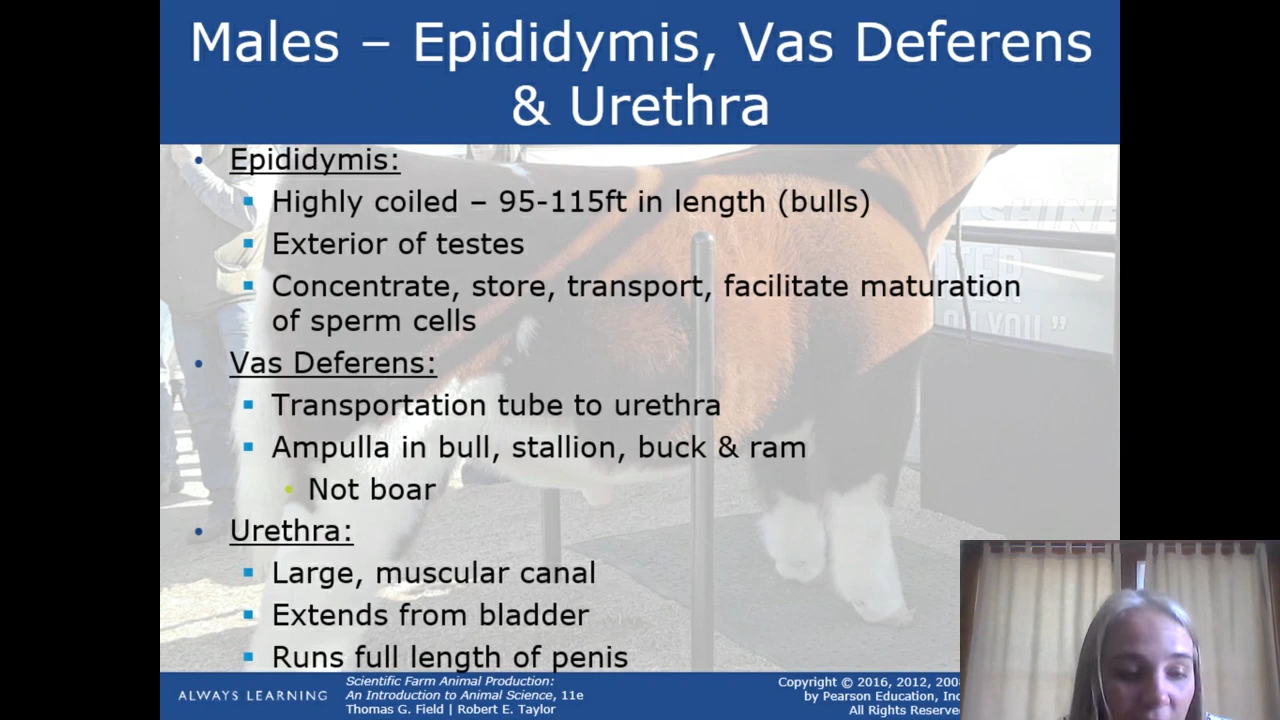 Males – Epididymis, Vas Deferens
& Urethra
• Epididymis:
▪ Highly coiled – 95-115ft in length (bulls)
▪ Exterior of testes
▪ Concentrate, store, transport, facilitate maturation
of sperm cells
• Vas Deferens:
▪ Transportation tube to urethra
▪ Ampulla in bull, stallion, buck & ram
• Not boar
• Urethra:
▪ Large, muscular canal
▪ Extends from bladder
▪ Runs full length of penis
SHINE
ON YOU”
ALWAYS LEARNING
Scientific Farm Animal Production:
An Introduction to Animal Science, 11e
Thomas G. Field | Robert E. Taylor
Copyright © 2016, 2012,
by Pearson Education, Inc
All Rights Reserve